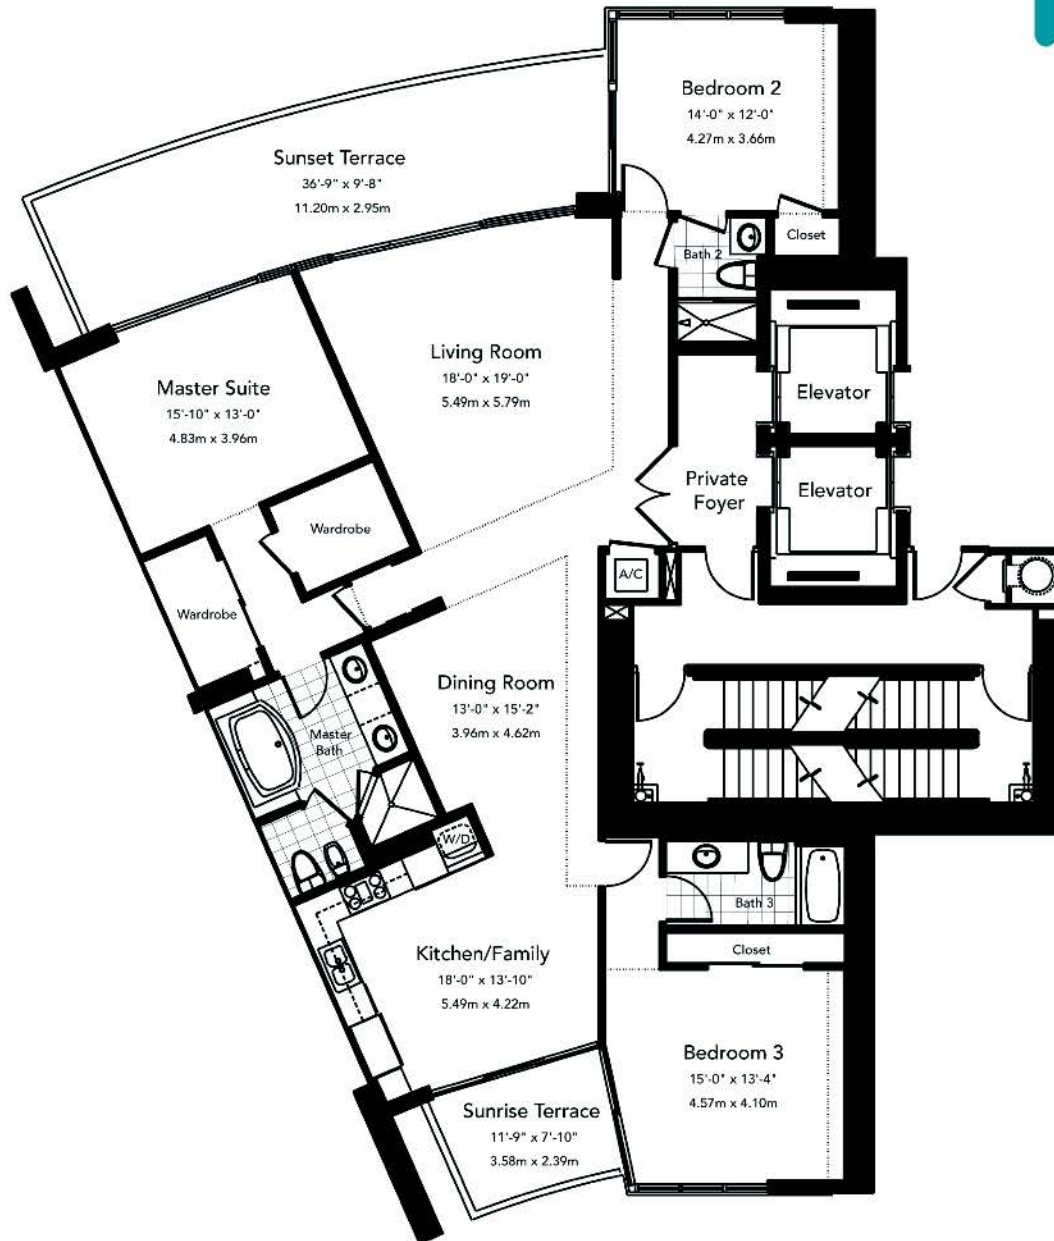 Bedroom 2
14'-0" x 12'-0"
4.27m x 3.66m
Sunset Terrace
36'-9" x 9'-8"
11.20m x 2.95m
Closet
Bath 2
Living Room
18'-0" x 19'-0"
5.49m x 5.79m
Master Suite
15'-10" x 13'-0"
4.83m x 3.96m
Elevator
Private
Foyer
Elevator
Wardrobe
A/C
Wardrobe
Dining Room
13'-0" x 15'-2"
3.96m x 4.62m
Master
Bath
W/D
Bath 3
Closet
Kitchen/Family
18'-0" x 13'-10"
5.49m x 4.22m
Bedroom 3
15'-0" x 13'-4"
4.57m x 4.10m
Sunrise Terrace
11'-9" x 7'-10"
3.58m x 2.39m